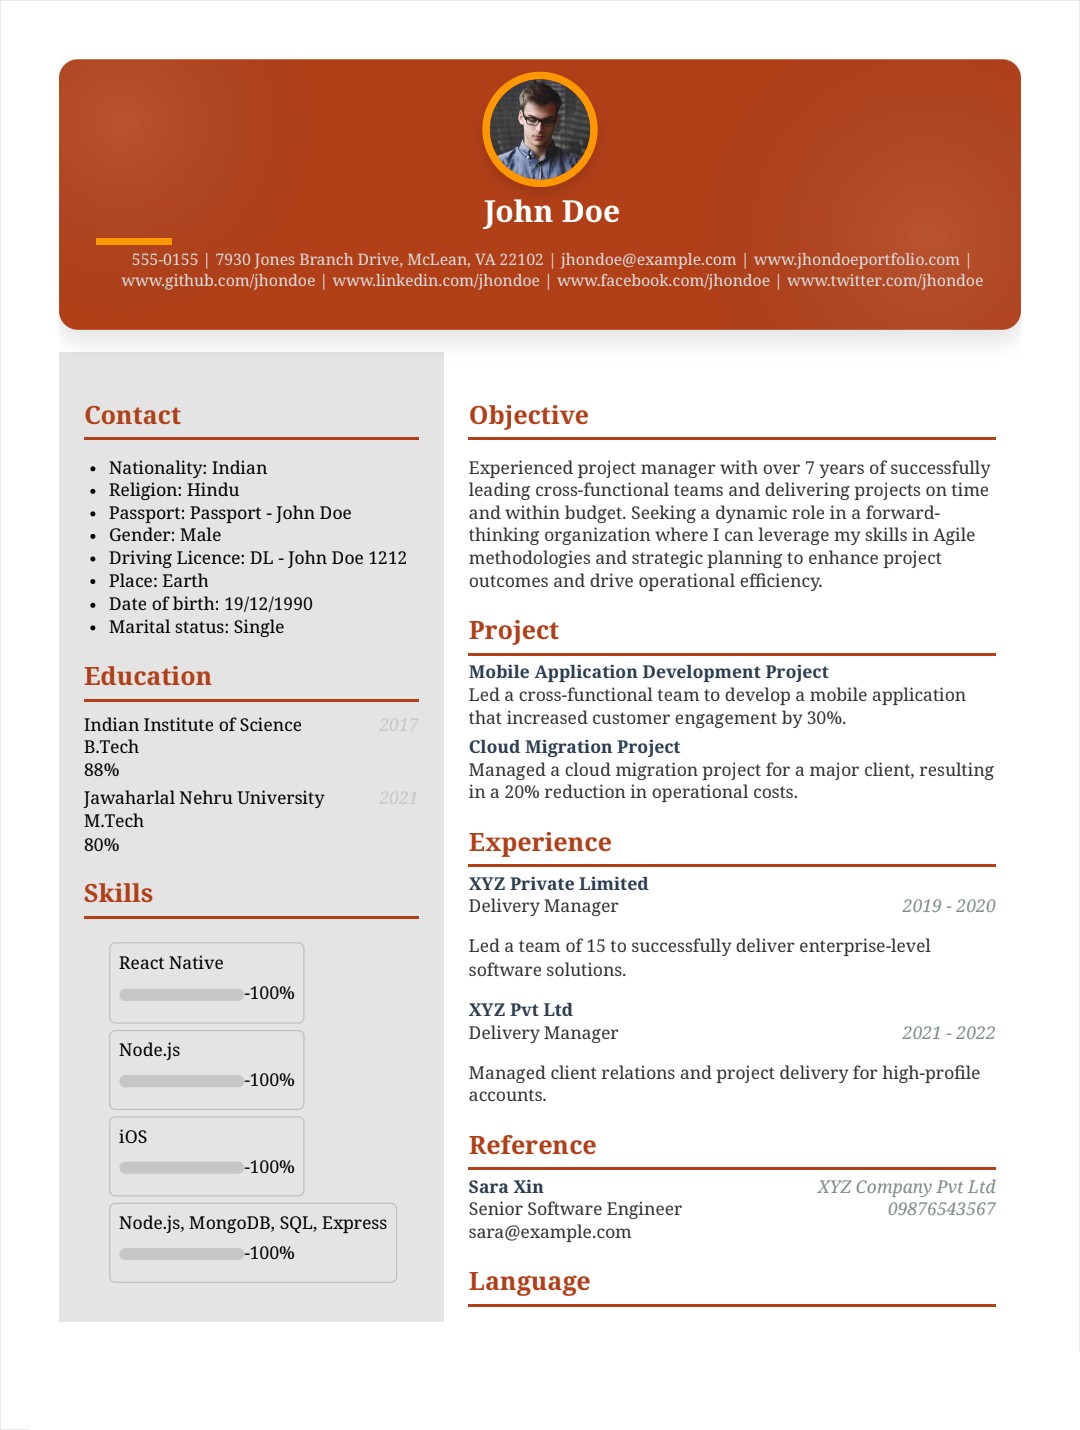 John Doe
555-0155 | 7930 Jones Branch Drive, McLean, VA 22102 | jhondoe@example.com | www.jhondoeportfolio.com |
www.github.com/jhondoe | www.linkedin.com/jhondoe | www.facebook.com/jhondoe | www.twitter.com/jhondoe
Contact
• Nationality: Indian
• Religion: Hindu
• Passport: Passport - John Doe
• Gender: Male
• Driving Licence: DL - John Doe 1212
• Place: Earth
• Date of birth: 19/12/1990
• Marital status: Single
Education
Indian Institute of Science 2017
B.Tech
88%
Jawaharlal Nehru University 2021
M.Tech
80%
Skills
React Native
-100%
Node.js
-100%
iOS
-100%
Node.js, MongoDB, SQL, Express
-100%
Objective
Experienced project manager with over 7 years of successfully
leading cross-functional teams and delivering projects on time
and within budget. Seeking a dynamic role in a forward-
thinking organization where I can leverage my skills in Agile
methodologies and strategic planning to enhance project
outcomes and drive operational efficiency.
Project
Mobile Application Development Project
Led a cross-functional team to develop a mobile application
that increased customer engagement by 30%.
Cloud Migration Project
Managed a cloud migration project for a major client, resulting
in a 20% reduction in operational costs.
Experience
XYZ Private Limited
Delivery Manager 2019 - 2020
Led a team of 15 to successfully deliver enterprise-level
software solutions.
XYZ Pvt Ltd
Delivery Manager 2021 - 2022
Managed client relations and project delivery for high-profile
accounts.
Reference
Sara Xin XYZ Company Pvt Ltd
Senior Software Engineer 09876543567
sara@example.com
Language